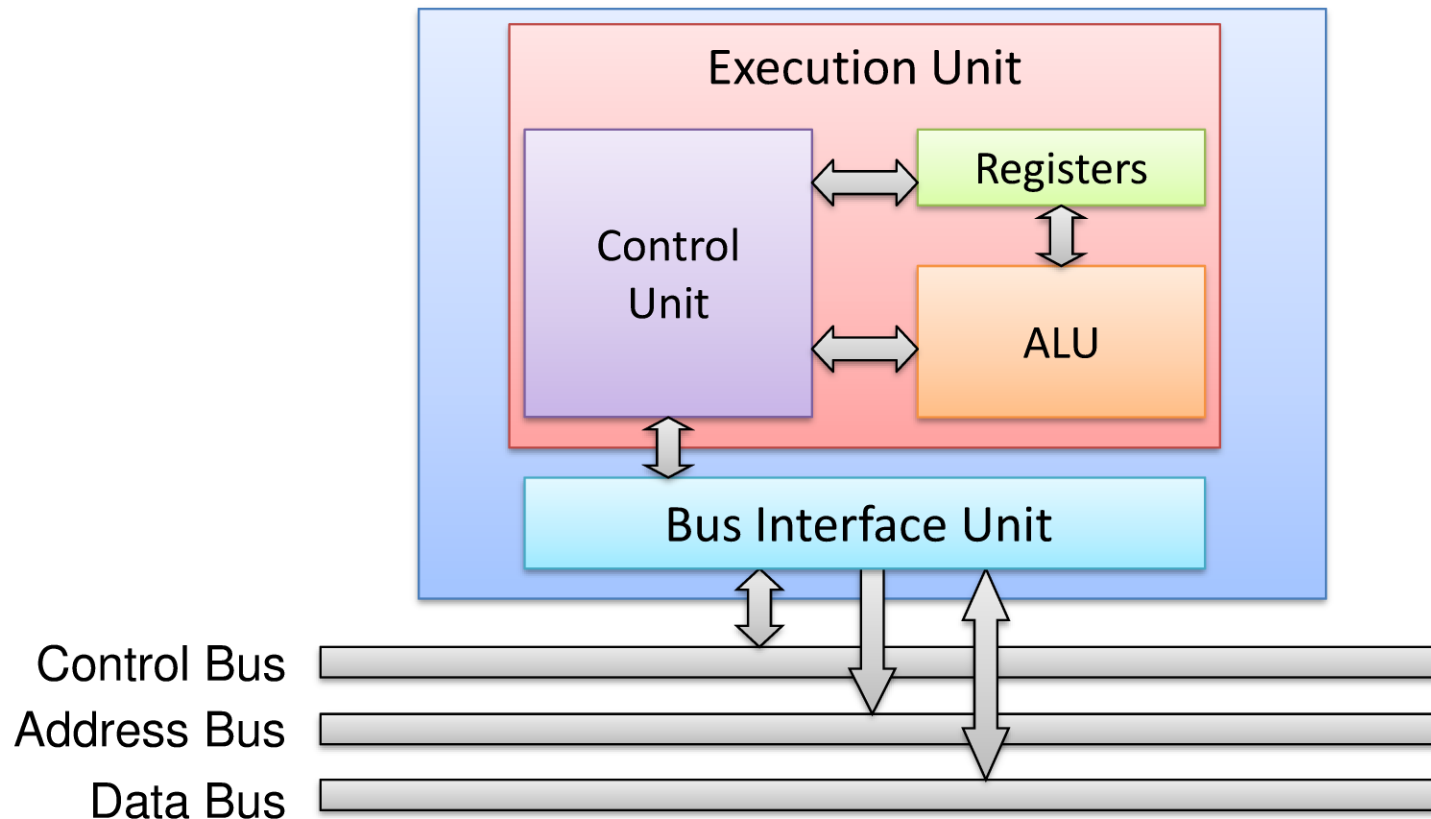 Execution Unit
Control
Unit
Registers
ALU
Bus Interface Unit
Control Bus
Address Bus
Data Bus